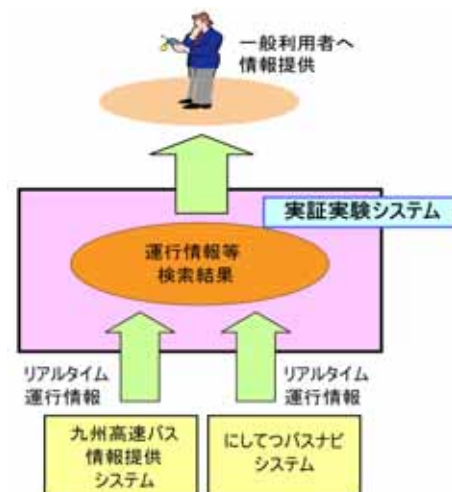 一般利用者へ
情報提供
実証実験システム
運行情報等
検索結果
リアルタイム
運行情報
リアルタイム
運行情報
九州高速バス
情報提供
システム
にしてつバスナビ
システム